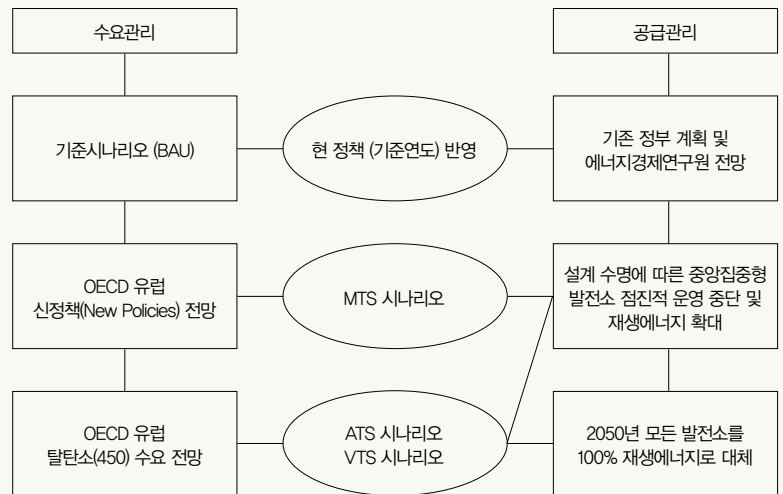 수요관리
공급관리
기준시나리오 (BAU)
현 정책 (기준연도) 반영
기존 정부 계획 및
에너지경제연구원 전망
OECD 유럽
신정책(New Policies) 전망
MTS 시나리오
설계 수명에 따른 중앙집중형
발전소 점진적 운영 중단 및
재생에너지 확대
OECD 유럽
탈탄소(450) 수요 전망
ATS 시나리오
VTS 시나리오
2050년 모든 발전소를
100% 재생에너지로 대체